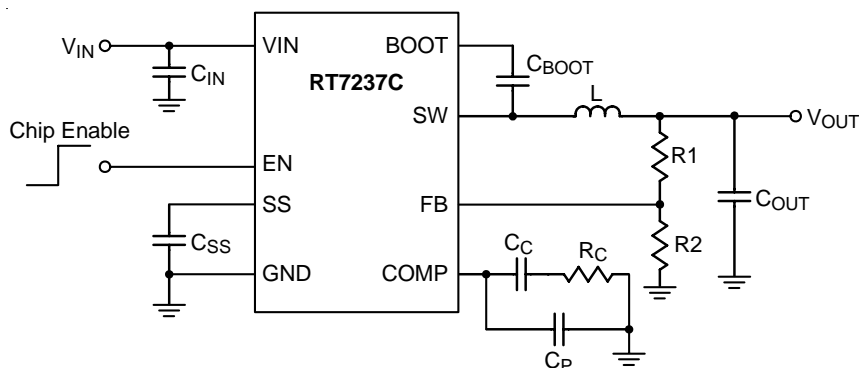 VIN
CIN
Chip Enable
CSS
VIN
EN
SS
GND
RT7237C
BOOT
SW
FB
COMP
CBOOT
L
VOUT
R1
R2
COUT
CC
RC
CP